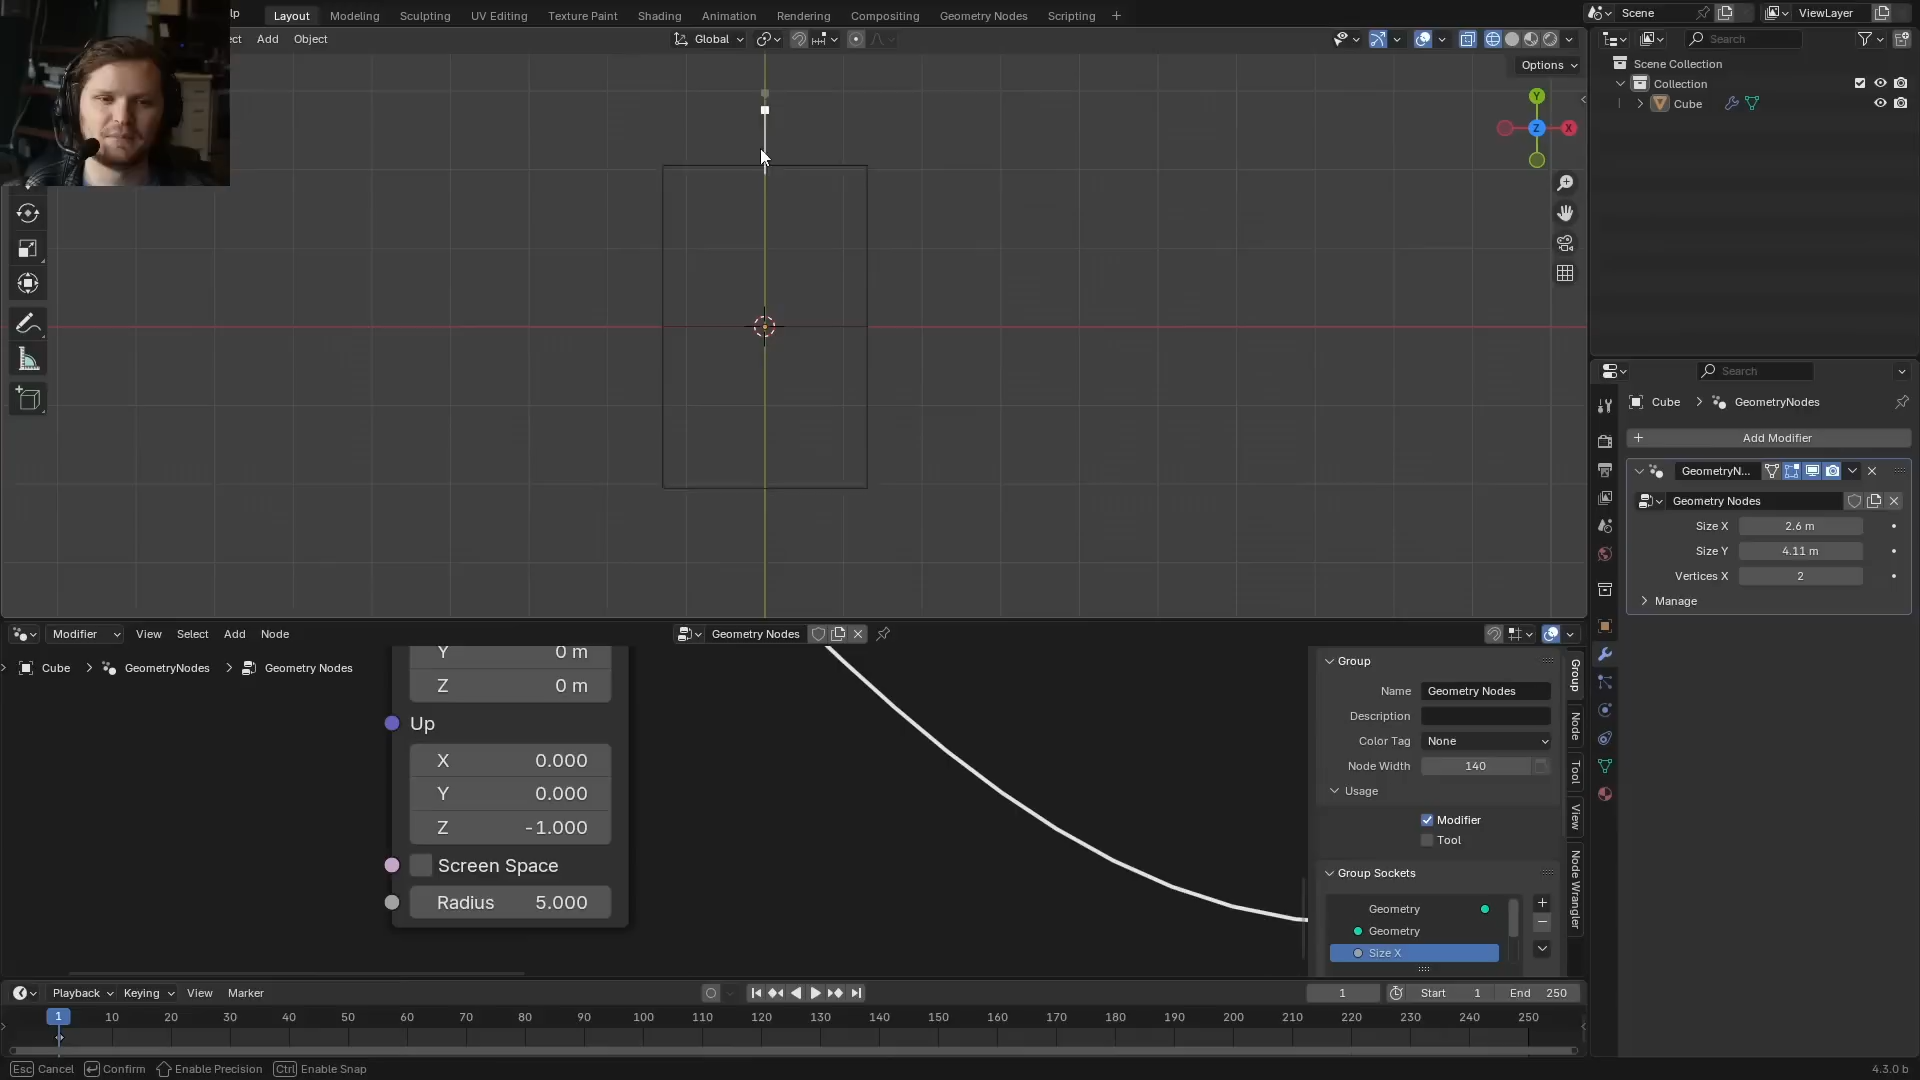 lp
Layout
Modeling
Sculpting
UV Editing
Texture Paint
Shading
Animation
Rendering
Compositing
Geometry Nodes
Scripting
Scene
ViewLayer
ect
Add
Object
Global
Search
Options
Scene Collection
Collection
Cube
Y
Z
X
Search
Cube
GeometryNodes
Add Modifier
GeometryN...
Geometry Nodes
Size X 2.6 m
Size Y 4.11 m
Vertices X 2
Manage
Modifier
View
Select
Add
Node
Geometry Nodes
Cube
GeometryNodes
Geometry Nodes
Y 0 m
Z 0 m
Up
X 0.000
Y 0.000
Z -1.000
Screen Space
Radius 5.000
Group
Name Geometry Nodes
Description
Color Tag None
Node Width 140
Usage
Modifier
Tool
Group Sockets
Geometry
Geometry
Size X
Group
Node
Tool
View
Node Wrangler
Playback
Keying
View
Marker
1
Start 1
End 250
1 10 20 30 40 50 60 70 80 90 100 110 120 130 140 150 160 170 180 190 200 210 220 230 240 250
Esc Cancel
Confirm
Enable Precision
Ctrl Enable Snap
4.3.0 b